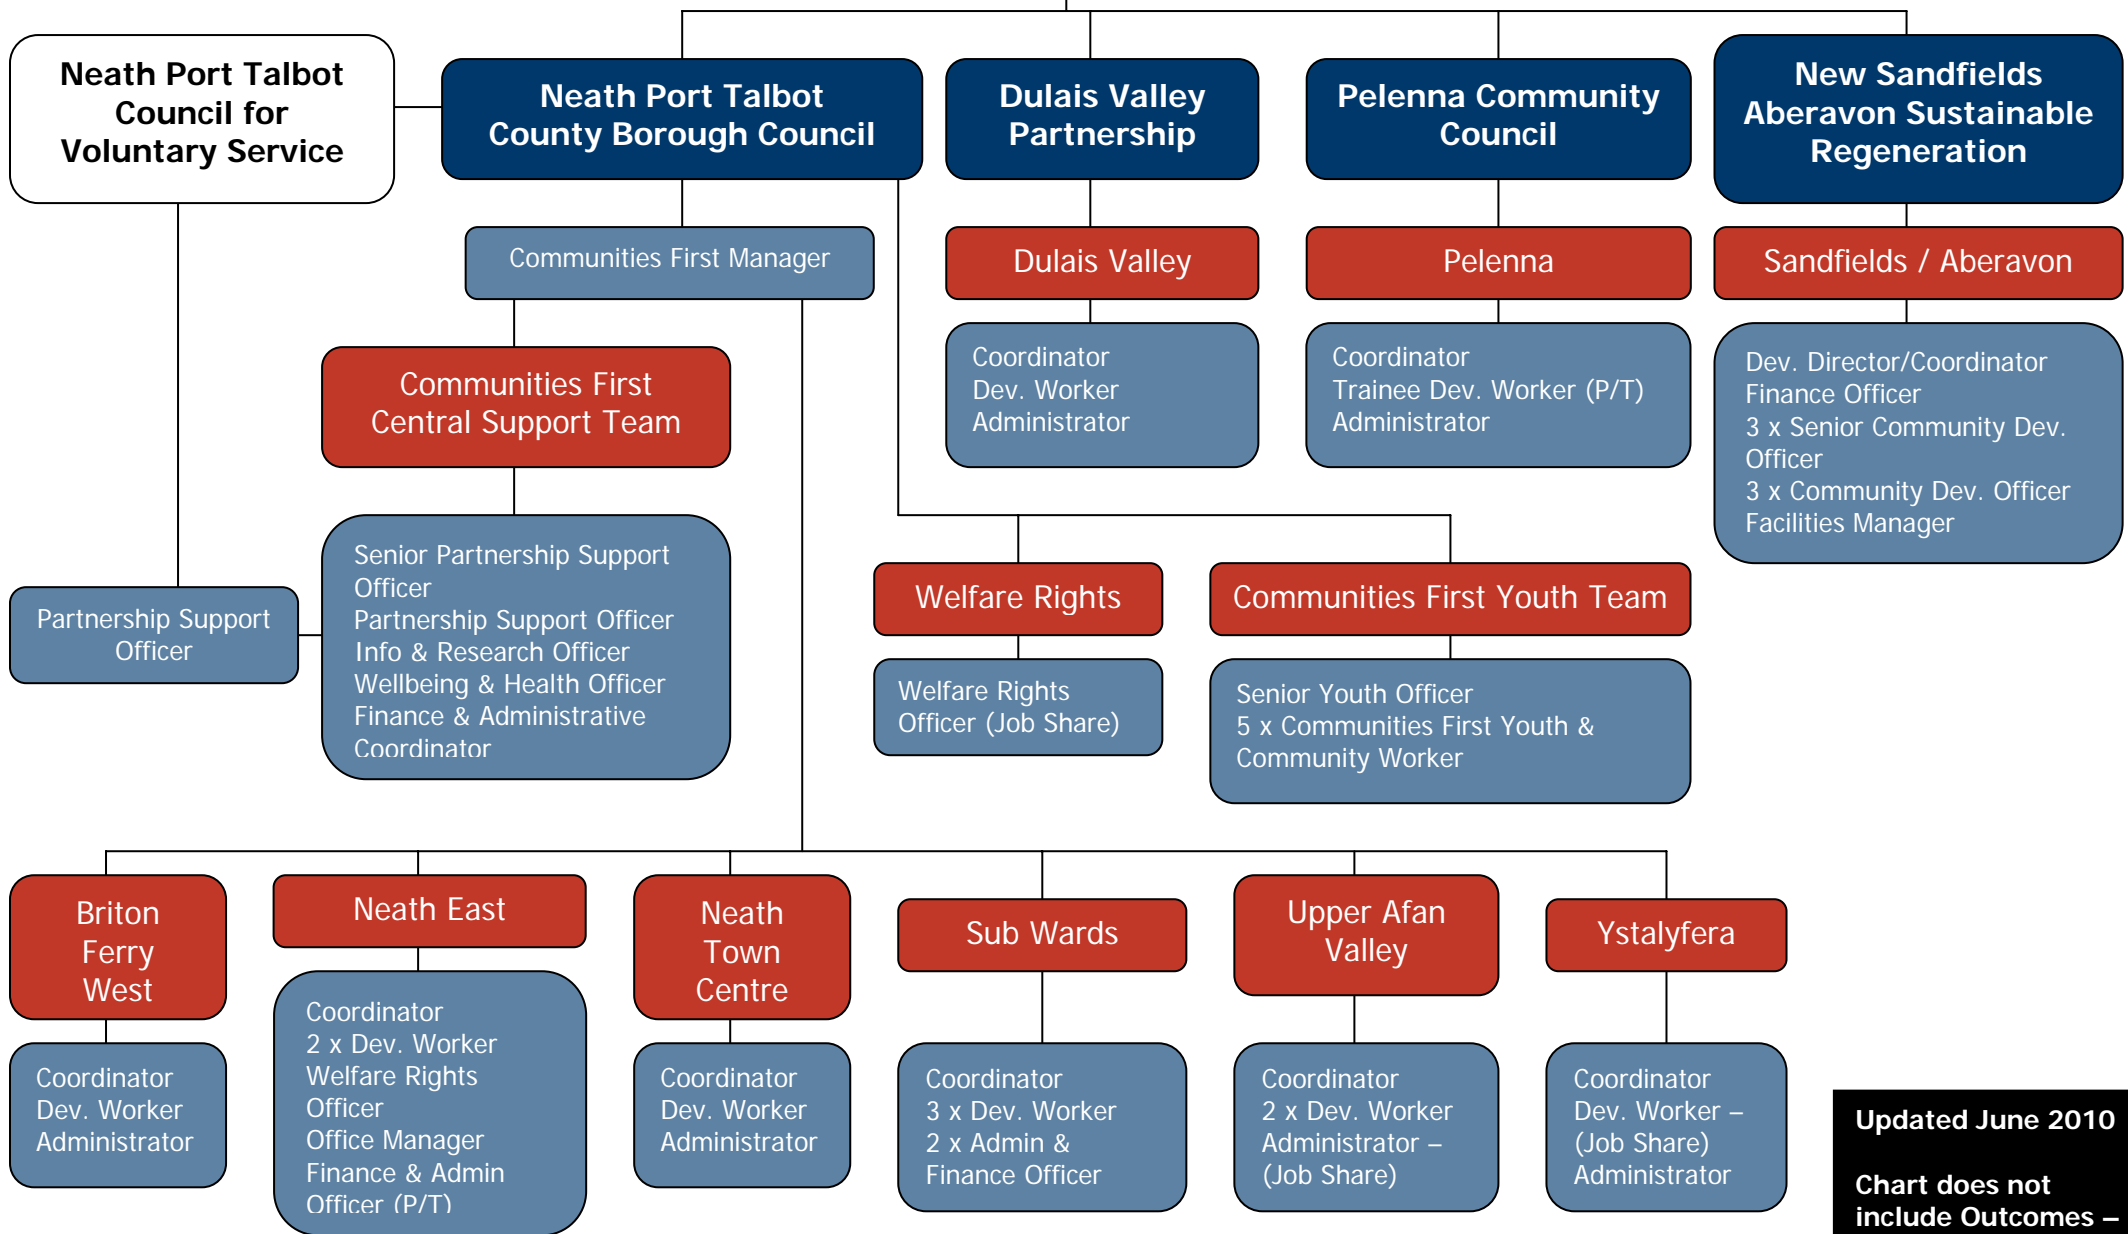 Neath Port Talbot
Council for
Voluntary Service
Neath Port Talbot
County Borough Council
Dulais Valley
Partnership
Pelenna Community
Council
New Sandfields
Aberavon Sustainable
Regeneration
Communities First Manager
Dulais Valley
Pelenna
Sandfields / Aberavon
Communities First
Central Support Team
Coordinator
Dev. Worker
Administrator
Coordinator
Trainee Dev. Worker (P/T)
Administrator
Dev. Director/Coordinator
Finance Officer
3 x Senior Community Dev.
Officer
3 x Community Dev. Officer
Facilities Manager
Partnership Support
Officer
Senior Partnership Support
Officer
Partnership Support Officer
Info & Research Officer
Wellbeing & Health Officer
Finance & Administrative
Coordinator
Welfare Rights
Communities First Youth Team
Welfare Rights
Officer (Job Share)
Senior Youth Officer
5 x Communities First Youth &
Community Worker
Briton
Ferry
West
Neath East
Neath
Town
Centre
Sub Wards
Upper Afan
Valley
Ystalyfera
Coordinator
Dev. Worker
Administrator
Coordinator
2 x Dev. Worker
Welfare Rights
Officer
Office Manager
Finance & Admin
Officer (P/T)
Coordinator
Dev. Worker
Administrator
Coordinator
3 x Dev. Worker
2 x Admin &
Finance Officer
Coordinator
2 x Dev. Worker
Administrator –
(Job Share)
Coordinator
Dev. Worker –
(Job Share)
Administrator
Updated June 2010
Chart does not
include Outcomes –